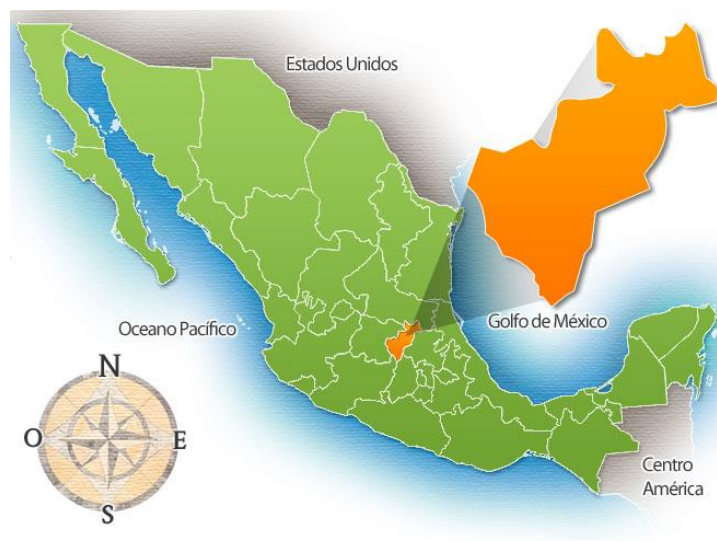 Estados Unidos
Oceano Pacífico
Golfo de México
N
O
E
S
Centro
América